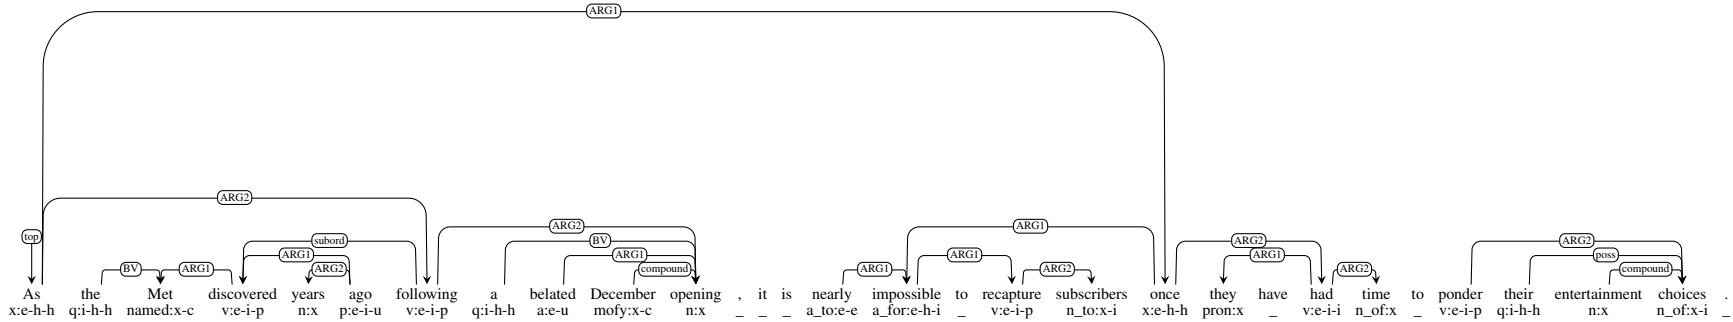 ARG1
ARG2
top ARG2 ARG1
subord BV ARG2 ARG2
ARG1 ARG1 ARG1 poss
BV ARG1 ARG2 compound ARG1 ARG1 ARG2 ARG2 compound
As the Met discovered years ago following a belated December opening , it is nearly impossible to recapture subscribers once they have had time to ponder their entertainment choices .
x:e-h-h q:i-h-h named:x-c v:e-i-p n:x p:e-i-u v:e-i-p q:i-h-h a:e-u mofy:x-c n:x _ _ _ a_to:e-e a_for:e-h-i _ v:e-i-p n_to:x-i x:e-h-h pron:x _ v:e-i-i n_of:x _ v:e-i-p q:i-h-h n:x n_of:x-i _